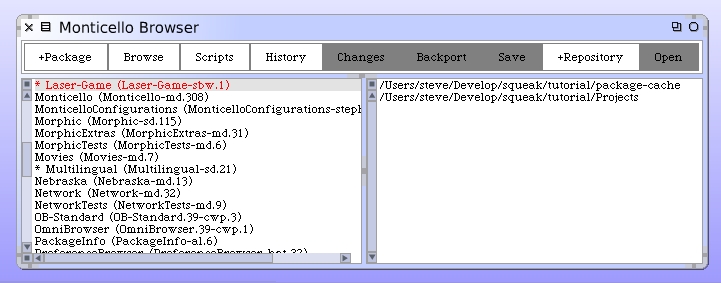 Monticello Browser
+Package Browse Scripts History Changes Backport Save +Repository Open
* Laser-Game (Laser-Game-sbw.1)
Monticello (Monticello-md.308)
MonticelloConfigurations (MonticelloConfigurations-steph
Morphic (Morphic-sd.115)
MorphicExtras (MorphicExtras-md.31)
MorphicTests (MorphicTests-md.6)
Movies (Movies-md.7)
* Multilingual (Multilingual-sd.21)
Nebraska (Nebraska-md.13)
Network (Network-md.32)
NetworkTests (NetworkTests-md.9)
OB-Standard (OB-Standard.39-cwp.3)
OmniBrowser (OmniBrowser.39-cwp.1)
PackageInfo (PackageInfo-al.6)
/Users/steve/Develop/squeak/tutorial/package-cache
/Users/steve/Develop/squeak/tutorial/Projects